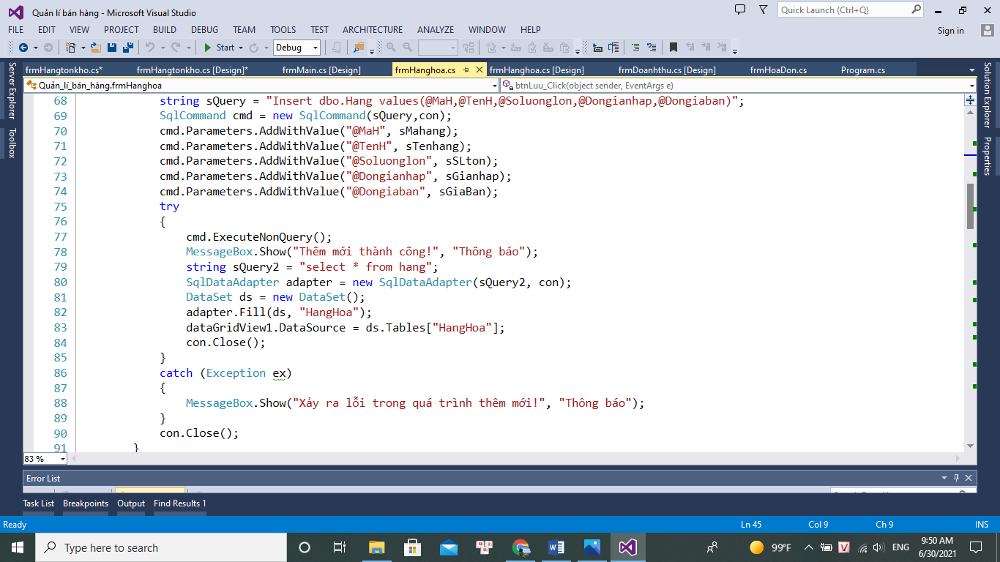 Quản lí bán hàng - Microsoft Visual Studio
Quick Launch (Ctrl+Q)
FILE EDIT VIEW PROJECT BUILD DEBUG TEAM TOOLS TEST ARCHITECTURE ANALYZE WINDOW HELP
Sign in
Start Debug
Server Explorer
Toolbox
Solution Explorer
Properties
frmHangtonkho.cs* frmHangtonkho.cs [Design]* frmMain.cs [Design] frmHanghoa.cs frmHanghoa.cs [Design] frmDoanhthu.cs [Design] frmHoaDon.cs Program.cs
Quản_lí_bán_hàng.frmHanghoa btnLuu_Click(object sender, EventArgs e)
68 string sQuery = "Insert dbo.Hang values(@MaH,@TenH,@Soluonglon,@Dongianhap,@Dongiaban)";
69 SqlCommand cmd = new SqlCommand(sQuery,con);
70 cmd.Parameters.AddWithValue("@MaH", sMahang);
71 cmd.Parameters.AddWithValue("@TenH", sTenhang);
72 cmd.Parameters.AddWithValue("@Soluonglon", sSLton);
73 cmd.Parameters.AddWithValue("@Dongianhap", sGianhap);
74 cmd.Parameters.AddWithValue("@Dongiaban", sGiaBan);
75 try
76 {
77 cmd.ExecuteNonQuery();
78 MessageBox.Show("Thêm mới thành công!", "Thông báo");
79 string sQuery2 = "select * from hang";
80 SqlDataAdapter adapter = new SqlDataAdapter(sQuery2, con);
81 DataSet ds = new DataSet();
82 adapter.Fill(ds, "HangHoa");
83 dataGridView1.DataSource = ds.Tables["HangHoa"];
84 con.Close();
85 }
86 catch (Exception ex)
87 {
88 MessageBox.Show("Xảy ra lỗi trong quá trình thêm mới!", "Thông báo");
89 }
90 con.Close();
91 }
83 %
Error List
Task List Breakpoints Output Find Results 1
Ready Ln 45 Col 9 Ch 9 INS
Type here to search
99°F
ENG
9:50 AM
6/30/2021